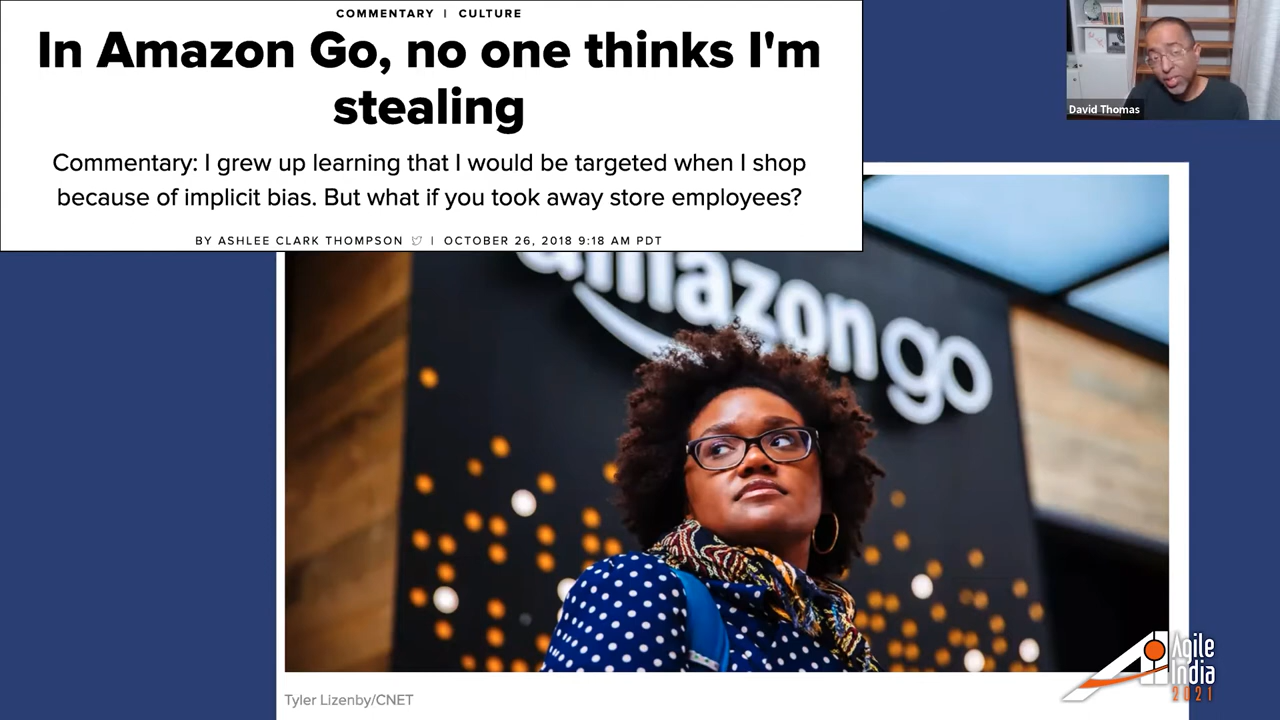 COMMENTARY | CULTURE
In Amazon Go, no one thinks I'm
stealing
Commentary: I grew up learning that I would be targeted when I shop
because of implicit bias. But what if you took away store employees?
BY ASHLEE CLARK THOMPSON | OCTOBER 26, 2018 9:18 AM PDT
David Thomas
amazon go
Tyler Lizenby/CNET
Agile
India
2021